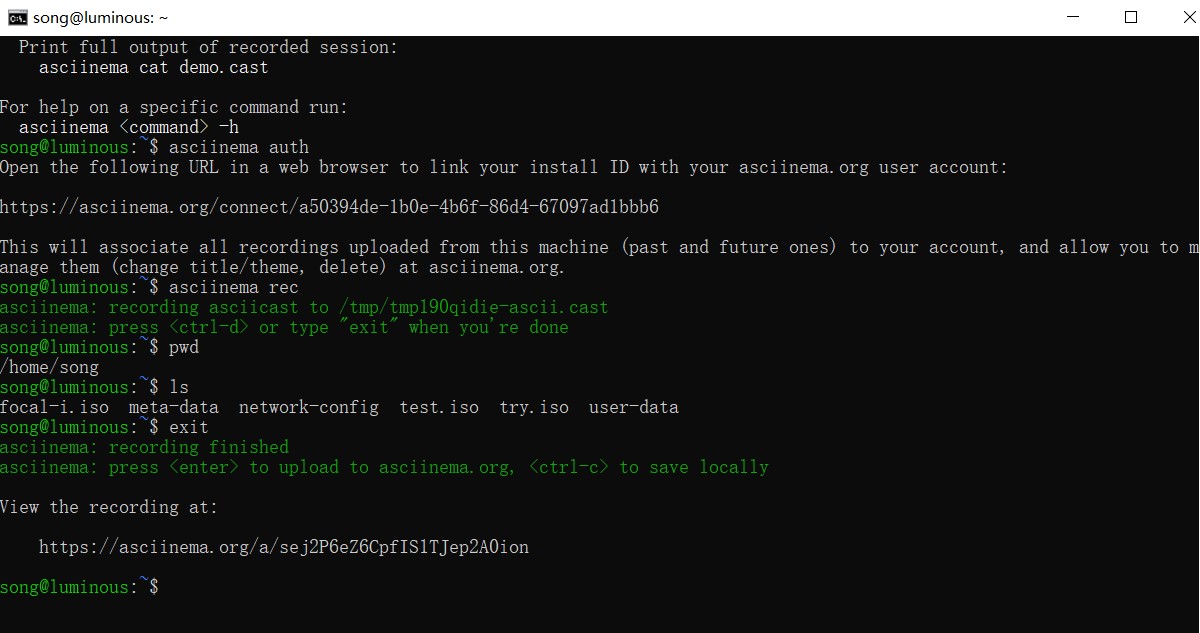 song@luminous: ~
Print full output of recorded session:
asciinema cat demo.cast
For help on a specific command run:
asciinema <command> -h
song@luminous:~$ asciinema auth
Open the following URL in a web browser to link your install ID with your asciinema.org user account:
https://asciinema.org/connect/a50394de-1b0e-4b6f-86d4-67097ad1bbb6
This will associate all recordings uploaded from this machine (past and future ones) to your account, and allow you to m
anage them (change title/theme, delete) at asciinema.org.
song@luminous:~$ asciinema rec
asciinema: recording asciicast to /tmp/tmp190qidie-ascii.cast
asciinema: press <ctrl-d> or type "exit" when you're done
song@luminous:~$ pwd
/home/song
song@luminous:~$ ls
focal-i.iso  meta-data  network-config  test.iso  try.iso  user-data
song@luminous:~$ exit
asciinema: recording finished
asciinema: press <enter> to upload to asciinema.org, <ctrl-c> to save locally
View the recording at:
https://asciinema.org/a/sej2P6eZ6CpfIS1TJep2A0ion
song@luminous:~$